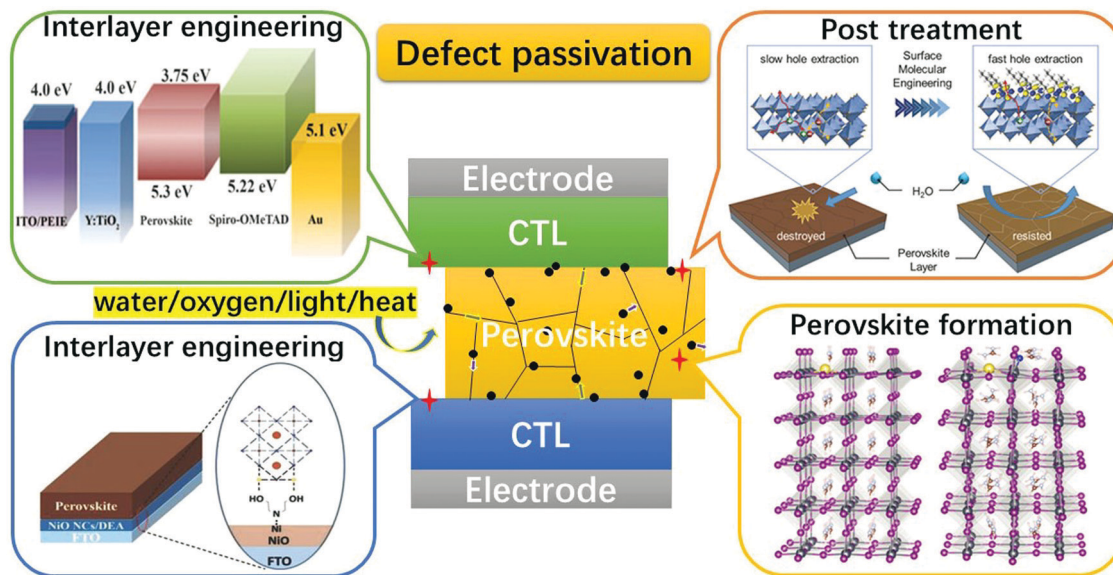 Interlayer engineering
4.0 eV
4.0 eV
3.75 eV
5.1 eV
5.3 eV
5.22 eV
ITO/PEIE
Y:TiO2
Perovskite
Spiro-OMeTAD
Au
Defect passivation
Post treatment
slow hole extraction
Surface
Molecular
Engineering
fast hole extraction
H2O
destroyed
resisted
Perovskite
Layer
Electrode
CTL
water/oxygen/light/heat
Perovskite
CTL
Electrode
Interlayer engineering
Perovskite
NiO NCs/DEA
FTO
HO
OH
N
Ni
NiO
FTO
Perovskite formation